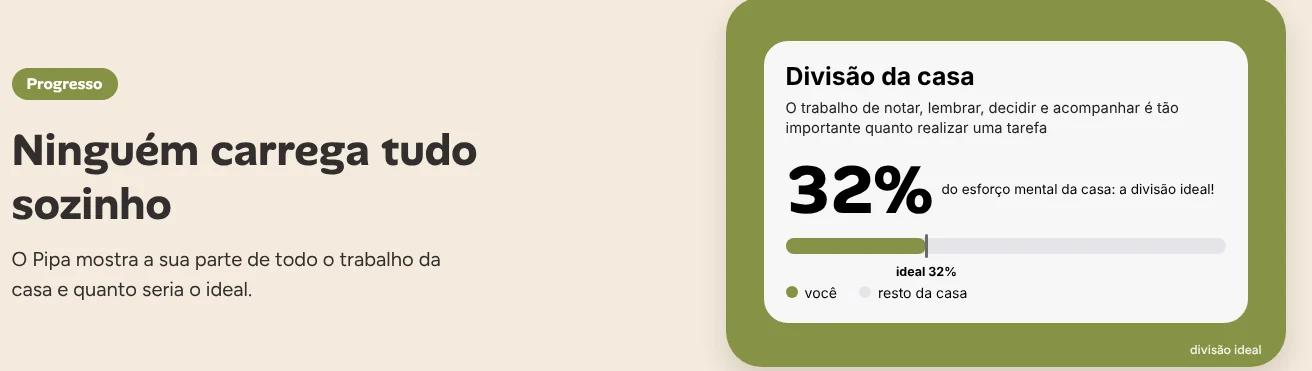 Progresso
Ninguém carrega tudo
sozinho
O Pipa mostra a sua parte de todo o trabalho da
casa e quanto seria o ideal.
Divisão da casa
O trabalho de notar, lembrar, decidir e acompanhar é tão
importante quanto realizar uma tarefa
32% do esforço mental da casa: a divisão ideal!
ideal 32%
você resto da casa
divisão ideal